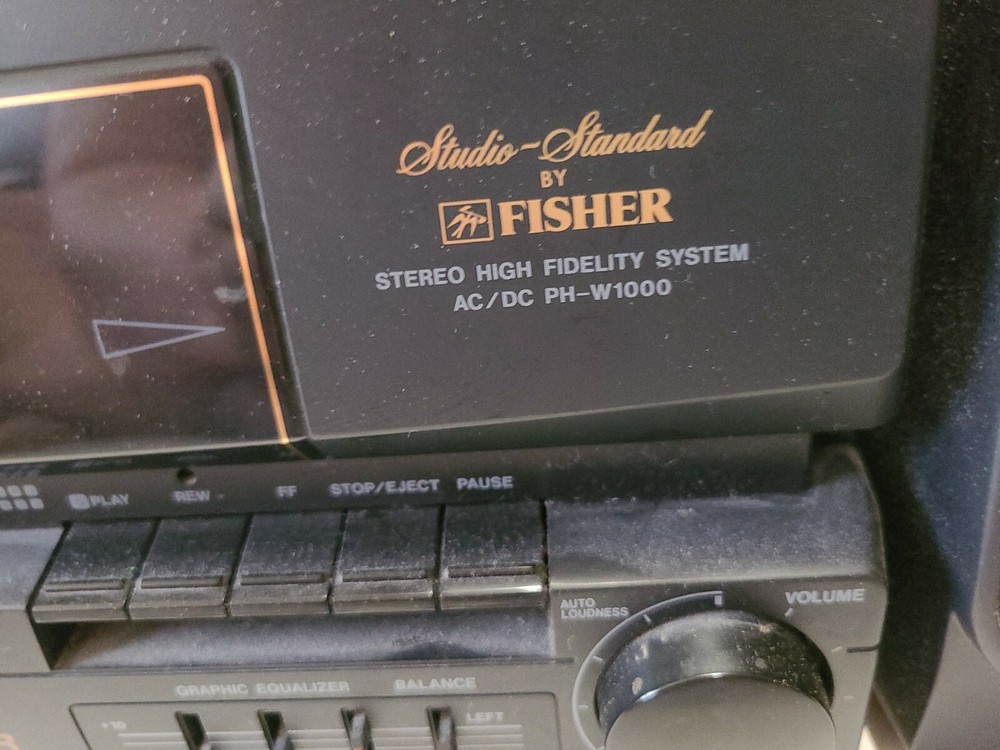 Studio-Standard
BY
FISHER
STEREO HIGH FIDELITY SYSTEM
AC/DC PH-W1000
PLAY REW FF STOP/EJECT PAUSE
AUTO
LOUDNESS
VOLUME
GRAPHIC EQUALIZER BALANCE
+10
LEFT